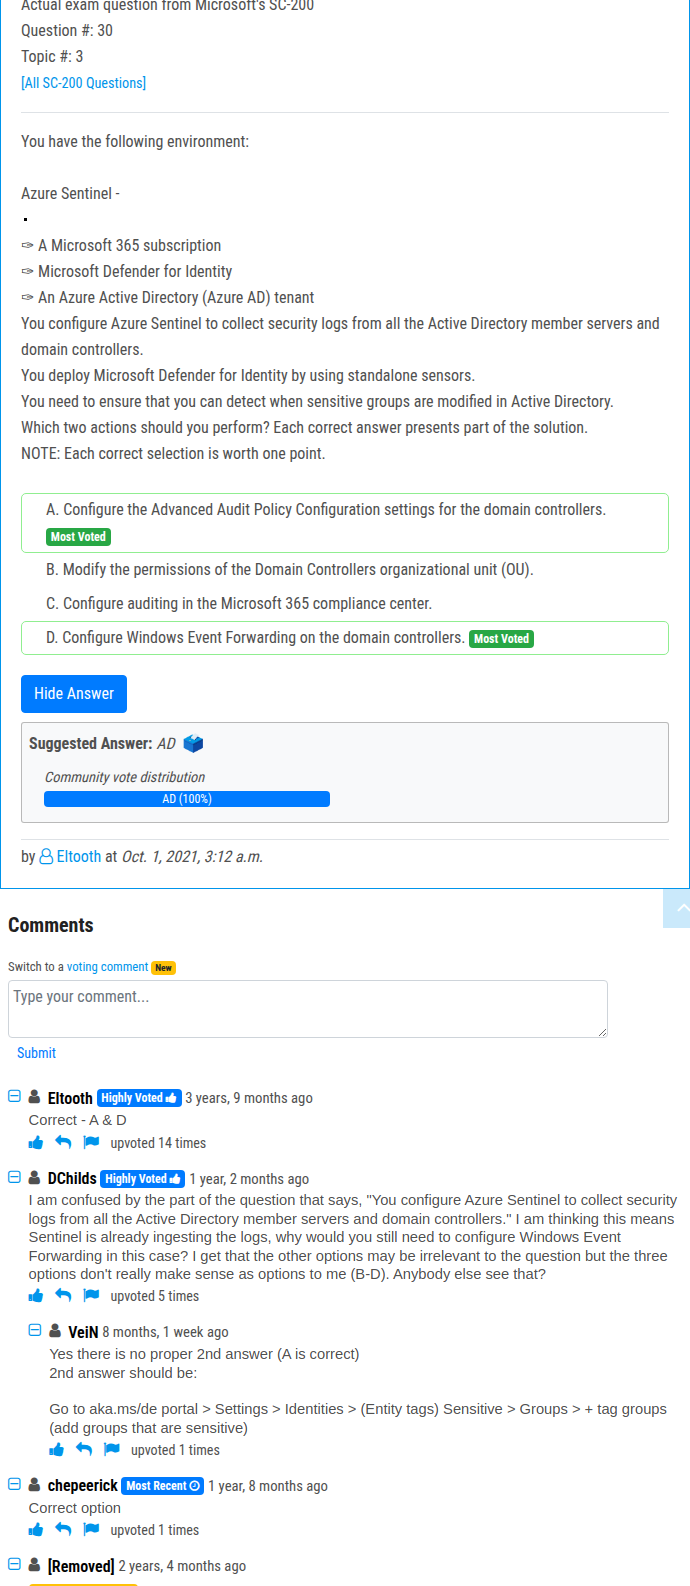 Actual exam question from Microsoft's SC-200
Question #: 30
Topic #: 3
[All SC-200 Questions]
You have the following environment:
Azure Sentinel -
▪
✑ A Microsoft 365 subscription
✑ Microsoft Defender for Identity
✑ An Azure Active Directory (Azure AD) tenant
You configure Azure Sentinel to collect security logs from all the Active Directory member servers and
domain controllers.
You deploy Microsoft Defender for Identity by using standalone sensors.
You need to ensure that you can detect when sensitive groups are modified in Active Directory.
Which two actions should you perform? Each correct answer presents part of the solution.
NOTE: Each correct selection is worth one point.
A. Configure the Advanced Audit Policy Configuration settings for the domain controllers.
Most Voted
B. Modify the permissions of the Domain Controllers organizational unit (OU).
C. Configure auditing in the Microsoft 365 compliance center.
D. Configure Windows Event Forwarding on the domain controllers. Most Voted
Hide Answer
Suggested Answer: AD
Community vote distribution
AD (100%)
by Eltooth at Oct. 1, 2021, 3:12 a.m.
Comments
Switch to a voting comment New
Type your comment...
Submit
Eltooth Highly Voted 3 years, 9 months ago
Correct - A & D
upvoted 14 times
DChilds Highly Voted 1 year, 2 months ago
I am confused by the part of the question that says, "You configure Azure Sentinel to collect security
logs from all the Active Directory member servers and domain controllers." I am thinking this means
Sentinel is already ingesting the logs, why would you still need to configure Windows Event
Forwarding in this case? I get that the other options may be irrelevant to the question but the three
options don't really make sense as options to me (B-D). Anybody else see that?
upvoted 5 times
VeiN 8 months, 1 week ago
Yes there is no proper 2nd answer (A is correct)
2nd answer should be:
Go to aka.ms/de portal > Settings > Identities > (Entity tags) Sensitive > Groups > + tag groups
(add groups that are sensitive)
upvoted 1 times
chepeerick Most Recent 1 year, 8 months ago
Correct option
upvoted 1 times
[Removed] 2 years, 4 months ago